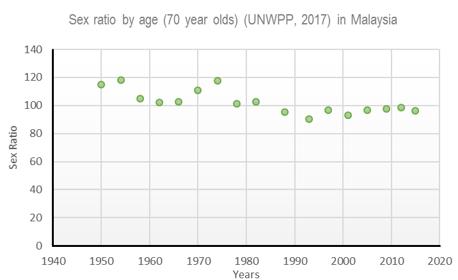 Sex ratio by age (70 year olds) (UNWPP, 2017) in Malaysia
140
120
100
80
60
40
20
0
Sex Ratio
1940 1950 1960 1970 1980 1990 2000 2010 2020
Years